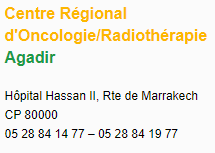 Centre Régional
d'Oncologie/Radiothérapie
Agadir
Hôpital Hassan II, Rte de Marrakech
CP 80000
05 28 84 14 77 – 05 28 84 19 77